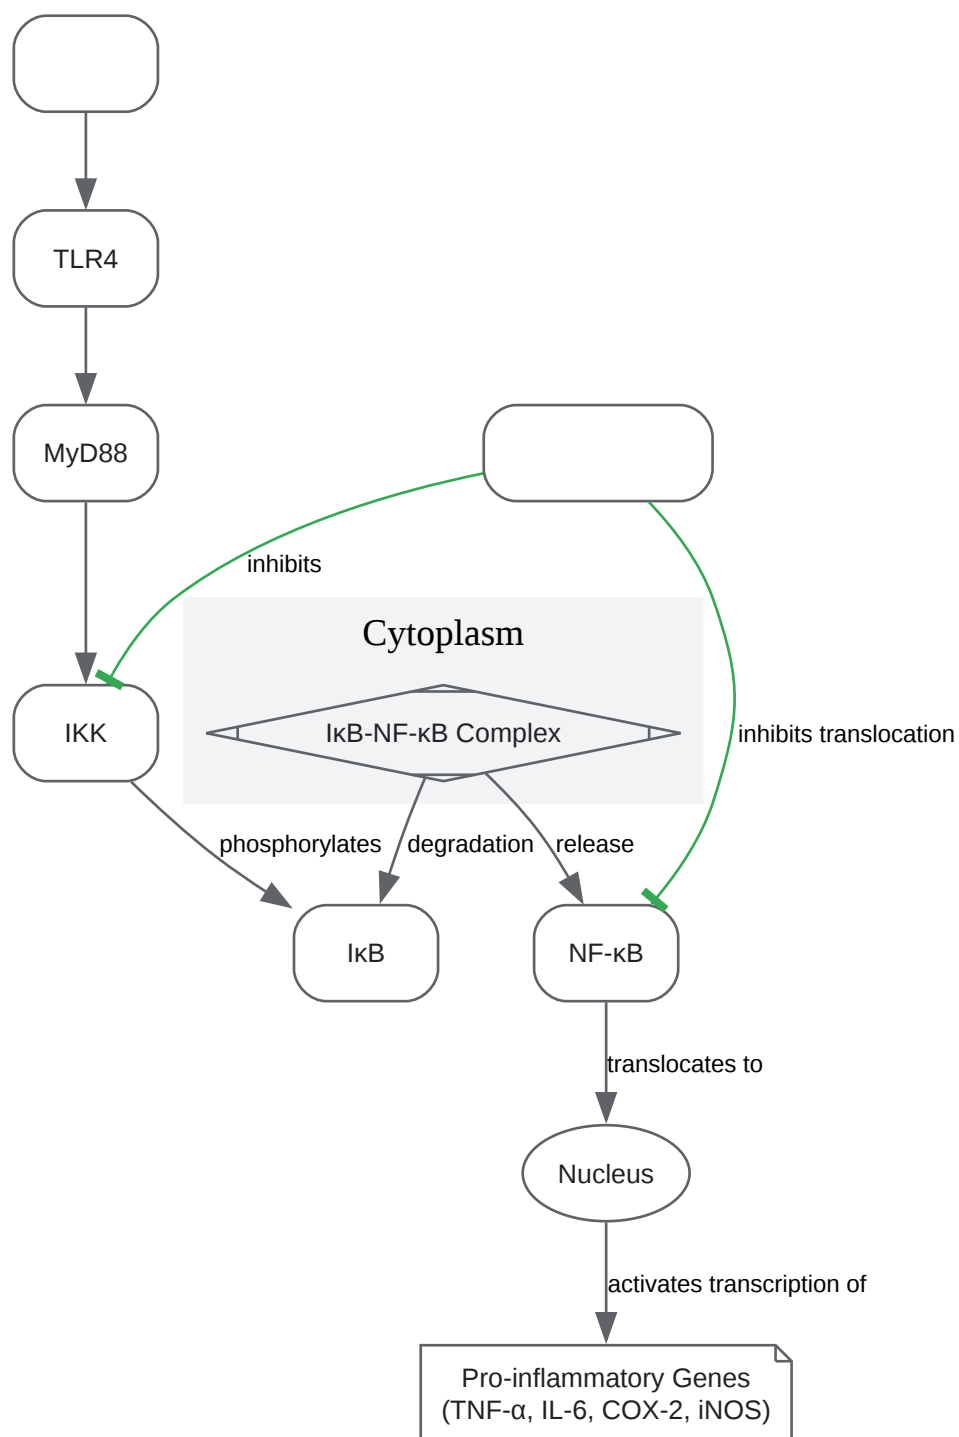 TLR4
MyD88
inhibits
Cytoplasm
IKK
IκB-NF-κB Complex
inhibits translocation
phosphorylates
degradation
release
IκB
NF-κB
translocates to
Nucleus
activates transcription of
Pro-inflammatory Genes
(TNF-α, IL-6, COX-2, iNOS)